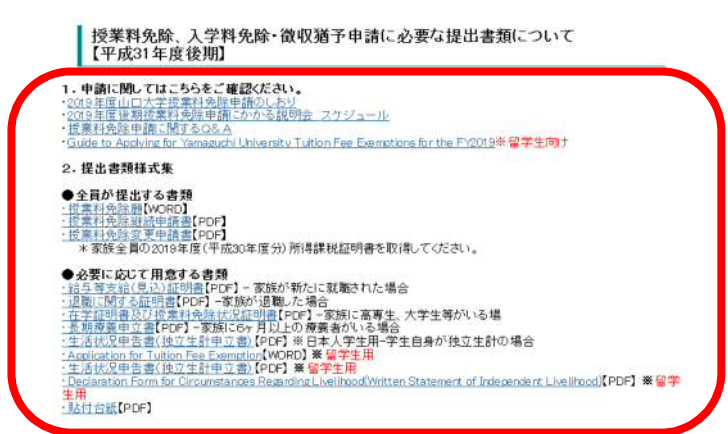 授業料免除、入学料免除・徴収猶予申請に必要な提出書類について
【平成31年度後期】
1. 申請に関してはこちらをご確認ください。
・2019年度山口大学授業料免除申請のしおり
・2019年度後期授業料免除申請にかかる説明会 スケジュール
・授業料免除申請に関するQ&A
・Guide to Applying for Yamaguchi University Tuition Fee Exemptions for the FY2019※留学生向け
2. 提出書類様式集
●全員が提出する書類
・授業料免除願【WORD】
・授業料免除継続申請書【PDF】
・授業料免除変更申請書【PDF】
＊家族全員の2019年度(平成30年度分)所得課税証明書を取得してください。
●必要に応じて用意する書類
・給与等支給(見込)証明書【PDF】－家族が新たに就職された場合
・退職に関する証明書【PDF】－家族が退職した場合
・在学証明書及び授業料免除状況証明書【PDF】－家族に高専生、大学生等がいる場
・長期療養申立書【PDF】－家族に6ヶ月以上の療養者がいる場合
・生活状況申告書(独立生計申立書)【PDF】※日本人学生用－学生自身が独立生計の場合
・Application for Tuition Fee Exemption【WORD】※留学生用
・生活状況申告書(独立生計申立書)【PDF】※留学生用
・Declaration Form for Circumstances Regarding Livelihood(Written Statement of Independent Livelihood)【PDF】※留学
生用
・貼付台紙【PDF】